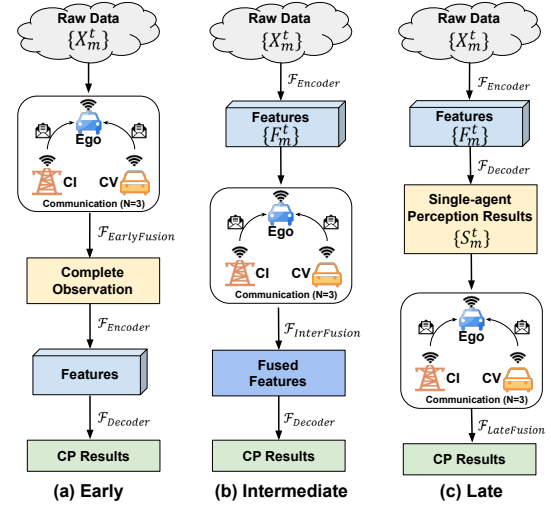 Raw Data
{X_m^t}
Ego
CI
CV
Communication (N=3)
ℱ_EarlyFusion
Complete
Observation
ℱ_Encoder
Features
ℱ_Decoder
CP Results
(a) Early
Raw Data
{X_m^t}
ℱ_Encoder
Features
{F_m^t}
Ego
CI
CV
Communication (N=3)
ℱ_InterFusion
Fused
Features
ℱ_Decoder
CP Results
(b) Intermediate
Raw Data
{X_m^t}
ℱ_Encoder
Features
{F_m^t}
ℱ_Decoder
Single-agent
Perception Results
{S_m^t}
Ego
CI
CV
Communication (N=3)
ℱ_LateFusion
CP Results
(c) Late